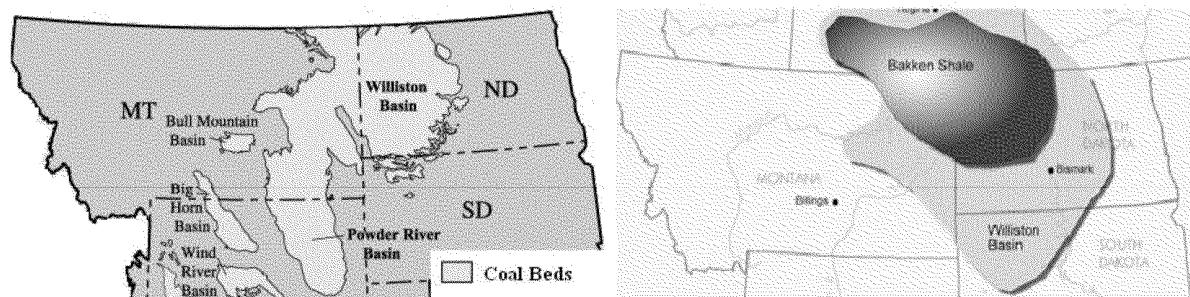 MT
Bull Mountain
Basin
Williston
Basin
ND
Big
Horn
Basin
SD
Powder River
Basin
Wind
River
Basin
Coal Beds
Bakken Shale
NORTH
DAKOTA
Bismark
MONTANA
Billings
Williston
Basin
SOUTH
DAKOTA